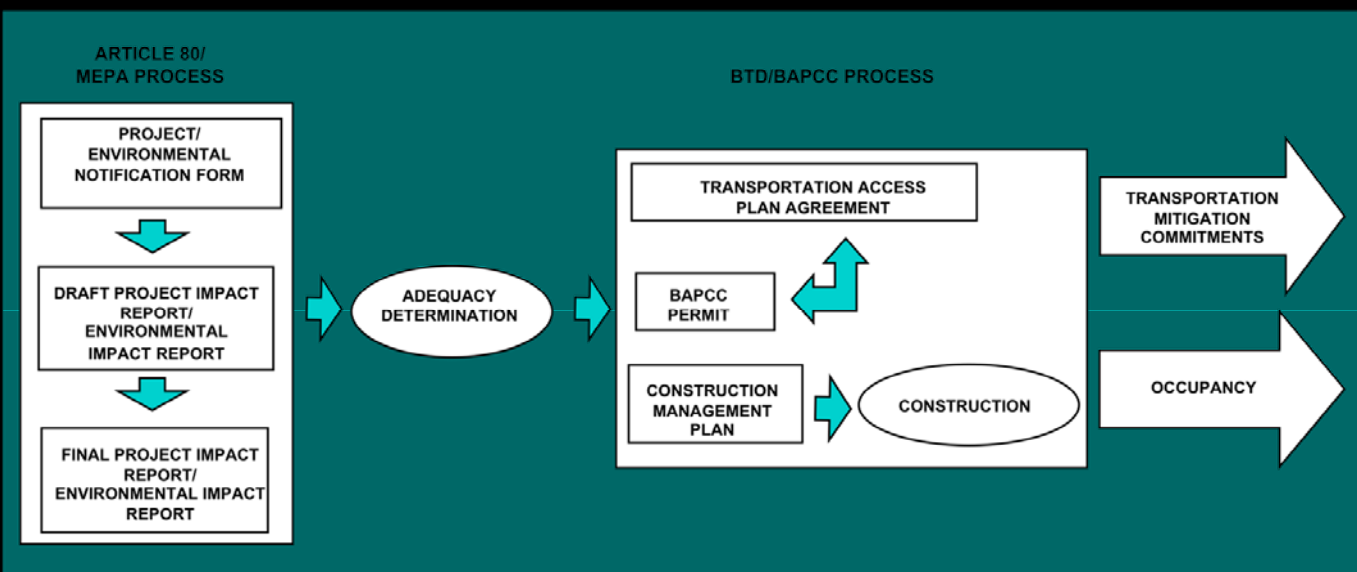 ARTICLE 80/
MEPA PROCESS
PROJECT/
ENVIRONMENTAL
NOTIFICATION FORM
DRAFT PROJECT IMPACT
REPORT/
ENVIRONMENTAL
IMPACT REPORT
FINAL PROJECT IMPACT
REPORT/
ENVIRONMENTAL IMPACT
REPORT
ADEQUACY
DETERMINATION
BTD/BAPCC PROCESS
TRANSPORTATION ACCESS
PLAN AGREEMENT
BAPCC
PERMIT
CONSTRUCTION
MANAGEMENT
PLAN
CONSTRUCTION
TRANSPORTATION
MITIGATION
COMMITMENTS
OCCUPANCY